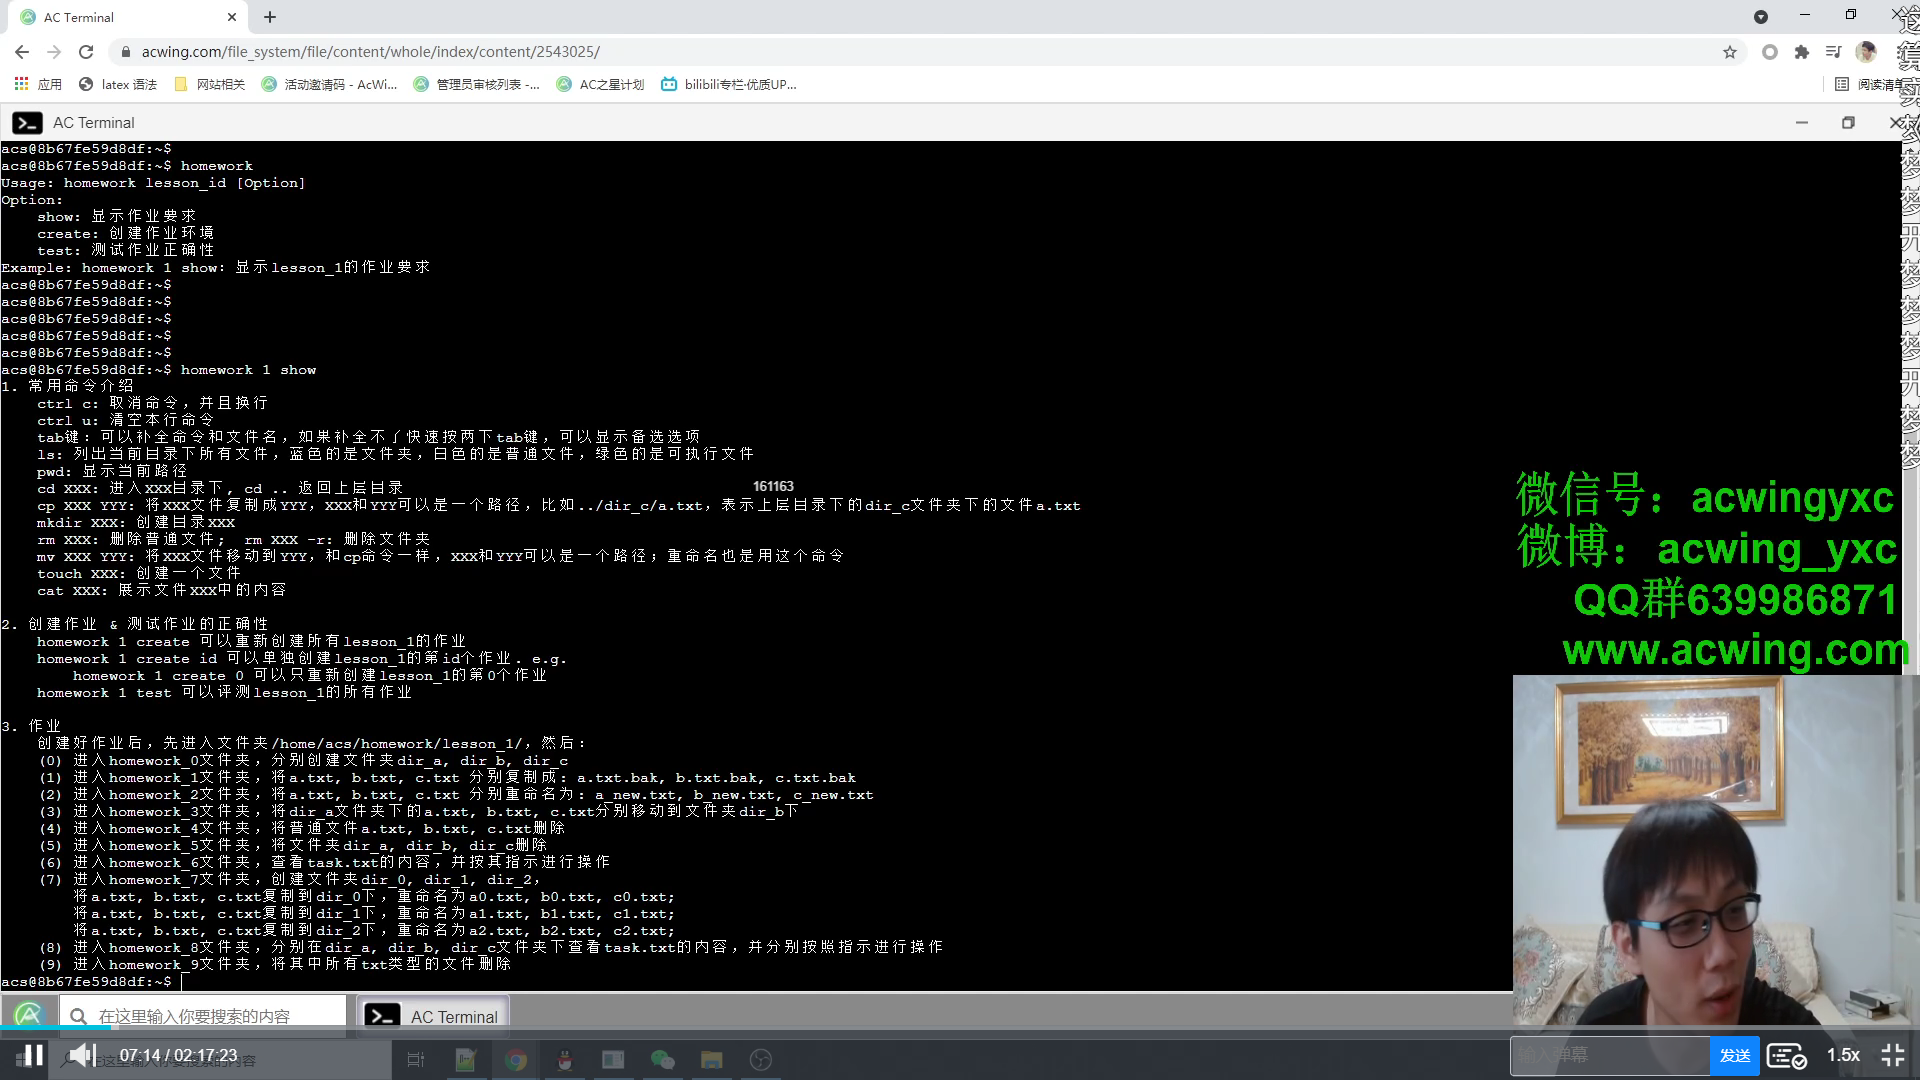 AC Terminal
acwing.com/file_system/file/content/whole/index/content/2543025/
应用 latex 语法 网站相关 活动邀请码 - AcWi... 管理员审核列表 -... AC之星计划 bilibili专栏-优质UP... 阅读清单
AC Terminal
acs@8b67fe59d8df:~$
acs@8b67fe59d8df:~$ homework
Usage: homework lesson_id [Option]
Option:
show: 显示作业要求
create: 创建作业环境
test: 测试作业正确性
Example: homework 1 show: 显示lesson_1的作业要求
acs@8b67fe59d8df:~$
acs@8b67fe59d8df:~$
acs@8b67fe59d8df:~$
acs@8b67fe59d8df:~$
acs@8b67fe59d8df:~$
acs@8b67fe59d8df:~$ homework 1 show
1. 常用命令介绍
ctrl c: 取消命令，并且换行
ctrl u: 清空本行命令
tab键：可以补全命令和文件名，如果补全不了快速按两下tab键，可以显示备选选项
ls: 列出当前目录下所有文件，蓝色的是文件夹，白色的是普通文件，绿色的是可执行文件
pwd: 显示当前路径
cd XXX: 进入XXX目录下, cd .. 返回上层目录
161163
cp XXX YYY: 将XXX文件复制成YYY，XXX和YYY可以是一个路径，比如../dir_c/a.txt，表示上层目录下的dir_c文件夹下的文件a.txt
mkdir XXX: 创建目录XXX
rm XXX: 删除普通文件;  rm XXX -r: 删除文件夹
mv XXX YYY: 将XXX文件移动到YYY，和cp命令一样，XXX和YYY可以是一个路径；重命名也是用这个命令
touch XXX: 创建一个文件
cat XXX: 展示文件XXX中的内容
2. 创建作业 & 测试作业的正确性
homework 1 create 可以重新创建所有lesson_1的作业
homework 1 create id 可以单独创建lesson_1的第id个作业. e.g.
homework 1 create 0 可以只重新创建lesson_1的第0个作业
homework 1 test 可以评测lesson_1的所有作业
3. 作业
创建好作业后，先进入文件夹/home/acs/homework/lesson_1/，然后：
(0) 进入homework_0文件夹，分别创建文件夹dir_a, dir_b, dir_c
(1) 进入homework_1文件夹，将a.txt, b.txt, c.txt 分别复制成: a.txt.bak, b.txt.bak, c.txt.bak
(2) 进入homework_2文件夹，将a.txt, b.txt, c.txt 分别重命名为: a_new.txt, b_new.txt, c_new.txt
(3) 进入homework_3文件夹，将dir_a文件夹下的a.txt, b.txt, c.txt分别移动到文件夹dir_b下
(4) 进入homework_4文件夹，将普通文件a.txt, b.txt, c.txt删除
(5) 进入homework_5文件夹，将文件夹dir_a, dir_b, dir_c删除
(6) 进入homework_6文件夹，查看task.txt的内容，并按其指示进行操作
(7) 进入homework_7文件夹，创建文件夹dir_0, dir_1, dir_2,
将a.txt, b.txt, c.txt复制到dir_0下，重命名为a0.txt, b0.txt, c0.txt;
将a.txt, b.txt, c.txt复制到dir_1下，重命名为a1.txt, b1.txt, c1.txt;
将a.txt, b.txt, c.txt复制到dir_2下，重命名为a2.txt, b2.txt, c2.txt;
(8) 进入homework_8文件夹，分别在dir_a, dir_b, dir_c文件夹下查看task.txt的内容，并分别按照指示进行操作
(9) 进入homework_9文件夹，将其中所有txt类型的文件删除
acs@8b67fe59d8df:~$
微信号：acwingyxc
微博：acwing_yxc
QQ群639986871
www.acwing.com
在这里输入你要搜索的内容
AC Terminal
07:14 / 02:17:23
输入弹幕
发送
1.5x